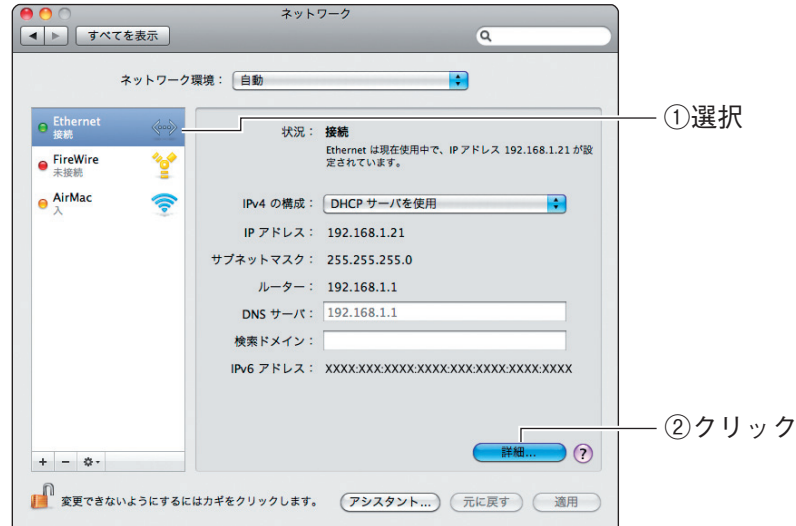 ネットワーク
すべてを表示
ネットワーク環境： 自動
Ethernet
接続
FireWire
未接続
AirMac
入
状況： 接続
Ethernet は現在使用中で、IP アドレス 192.168.1.21 が設
定されています。
IPv4 の構成： DHCP サーバを使用
IP アドレス： 192.168.1.21
サブネットマスク： 255.255.255.0
ルーター： 192.168.1.1
DNS サーバ： 192.168.1.1
検索ドメイン：
IPv6 アドレス： XXXX:XXX:XXXX:XXXX:XXX:XXXX:XXXX:XXXX
詳細... ?
+ −
変更できないようにするにはカギをクリックします。 アシスタント... 元に戻す 適用
①選択
②クリック